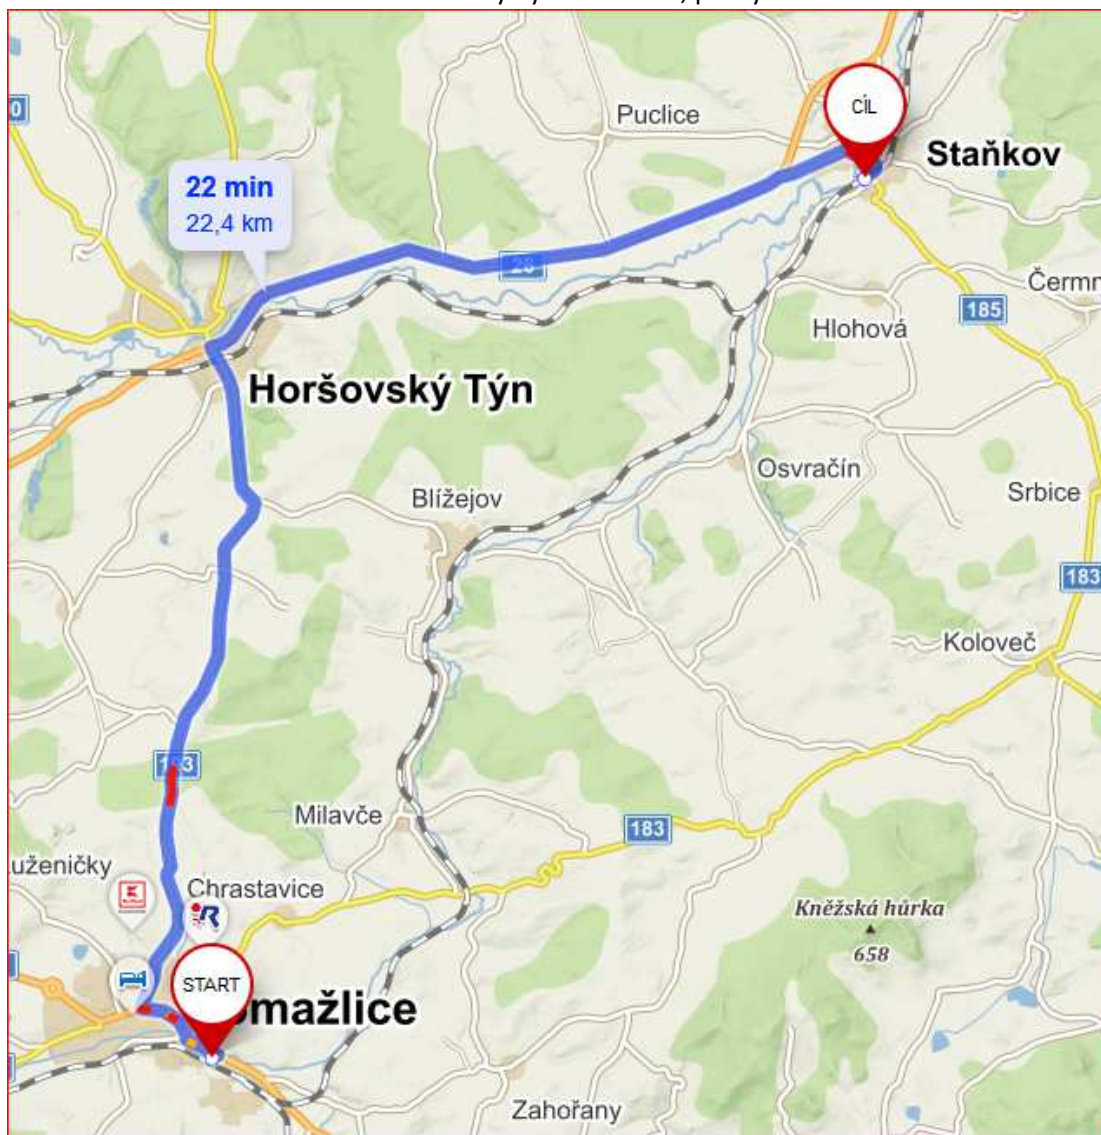 Puclice
CÍL
Staňkov
22 min
22,4 km
26
Čermn
185
Hlohová
Horšovský Týn
Osvračín
Blížejov
Srbice
183
Koloveč
Milavče
183
uženičky
Chrastavice
Kněžská hůrka
658
START
mažlice
Zahořany